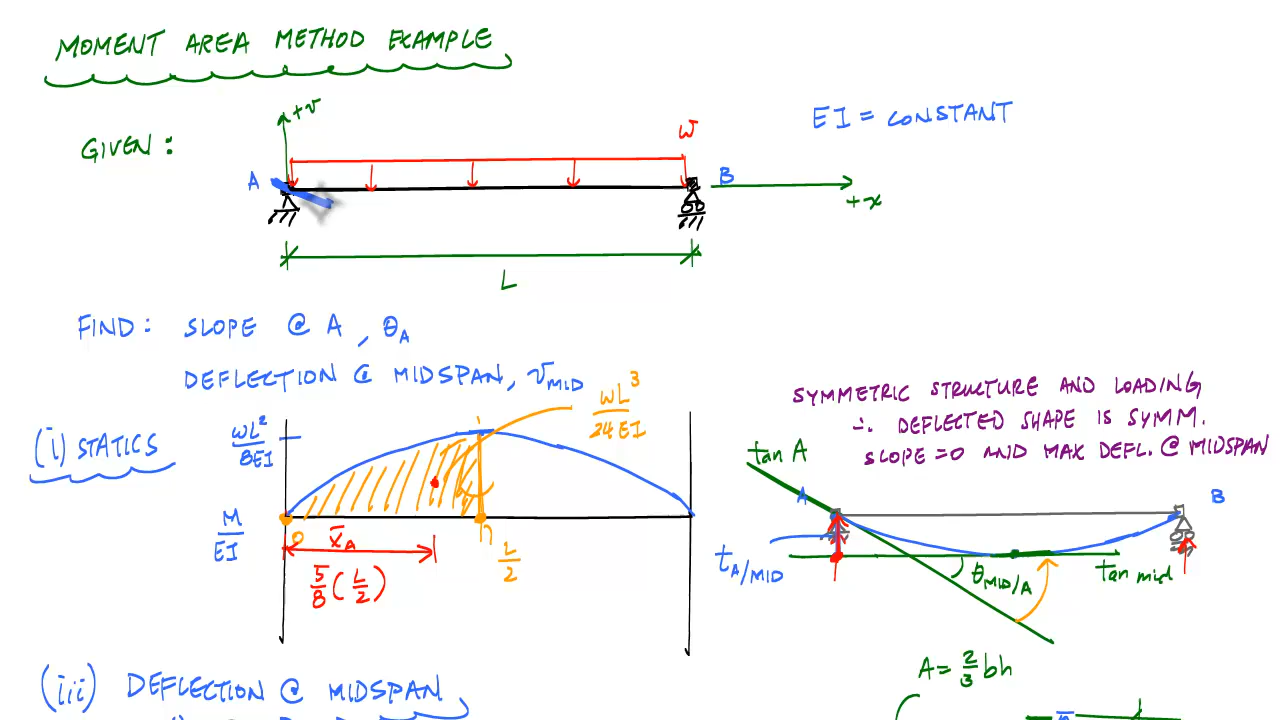 MOMENT AREA METHOD EXAMPLE
GIVEN:
+v
w
EI = CONSTANT
A
B
+x
L
FIND: SLOPE @ A, θA
DEFLECTION @ MIDSPAN, vMID
(i) STATICS
wL²/8EI
wL³/24EI
M/EI
0
x̄A
5/8 (L/2)
L/2
SYMMETRIC STRUCTURE AND LOADING
∴ DEFLECTED SHAPE IS SYMM.
SLOPE = 0 AND MAX DEFL. @ MIDSPAN
tan A
A
B
tA/MID
θMID/A
tan mid
A = 2/3 bh
(iii) DEFLECTION @ MIDSPAN